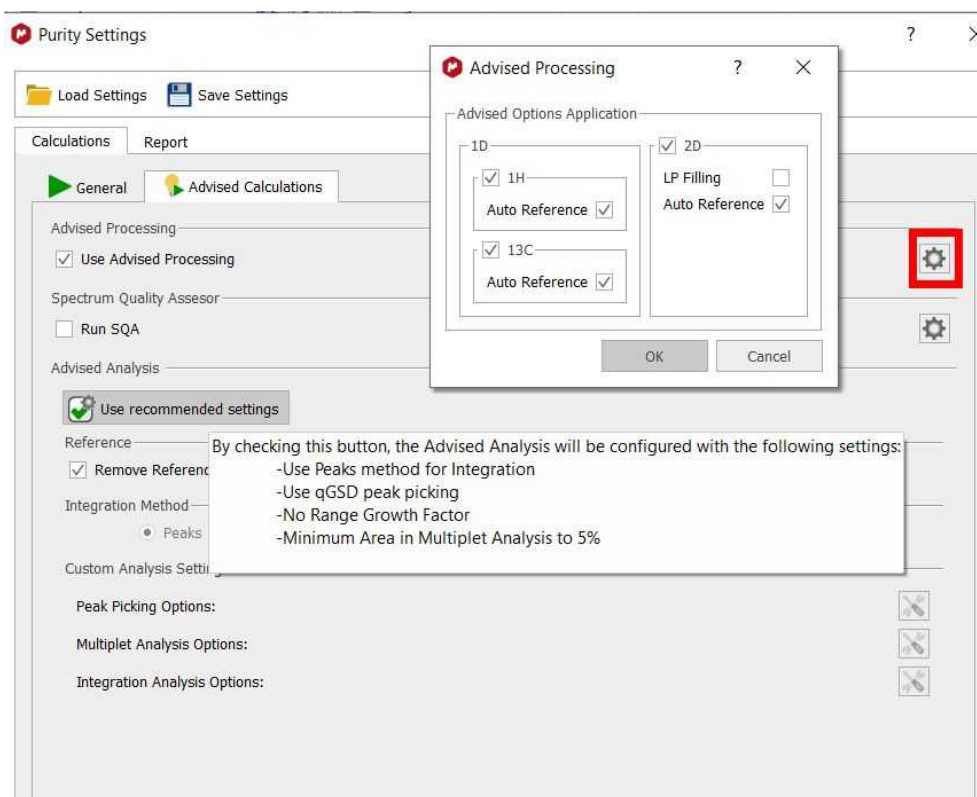 Purity Settings
?
Load Settings
Save Settings
Calculations
Report
General
Advised Calculations
Advised Processing
Use Advised Processing
Spectrum Quality Assesor
Run SQA
Advised Analysis
Use recommended settings
Reference
Remove Referenc
Integration Method
Peaks
Custom Analysis Setti
Peak Picking Options:
Multiplet Analysis Options:
Integration Analysis Options:
Advised Processing
?
Advised Options Application
1D
1H
Auto Reference
13C
Auto Reference
2D
LP Filling
Auto Reference
OK
Cancel
By checking this button, the Advised Analysis will be configured with the following settings:
-Use Peaks method for Integration
-Use qGSD peak picking
-No Range Growth Factor
-Minimum Area in Multiplet Analysis to 5%